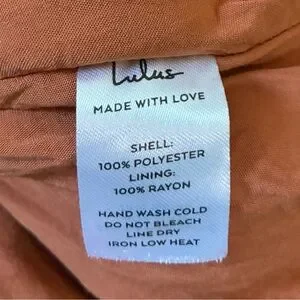 Lulus
MADE WITH LOVE
SHELL:
100% POLYESTER
LINING:
100% RAYON
HAND WASH COLD
DO NOT BLEACH
LINE DRY
IRON LOW HEAT